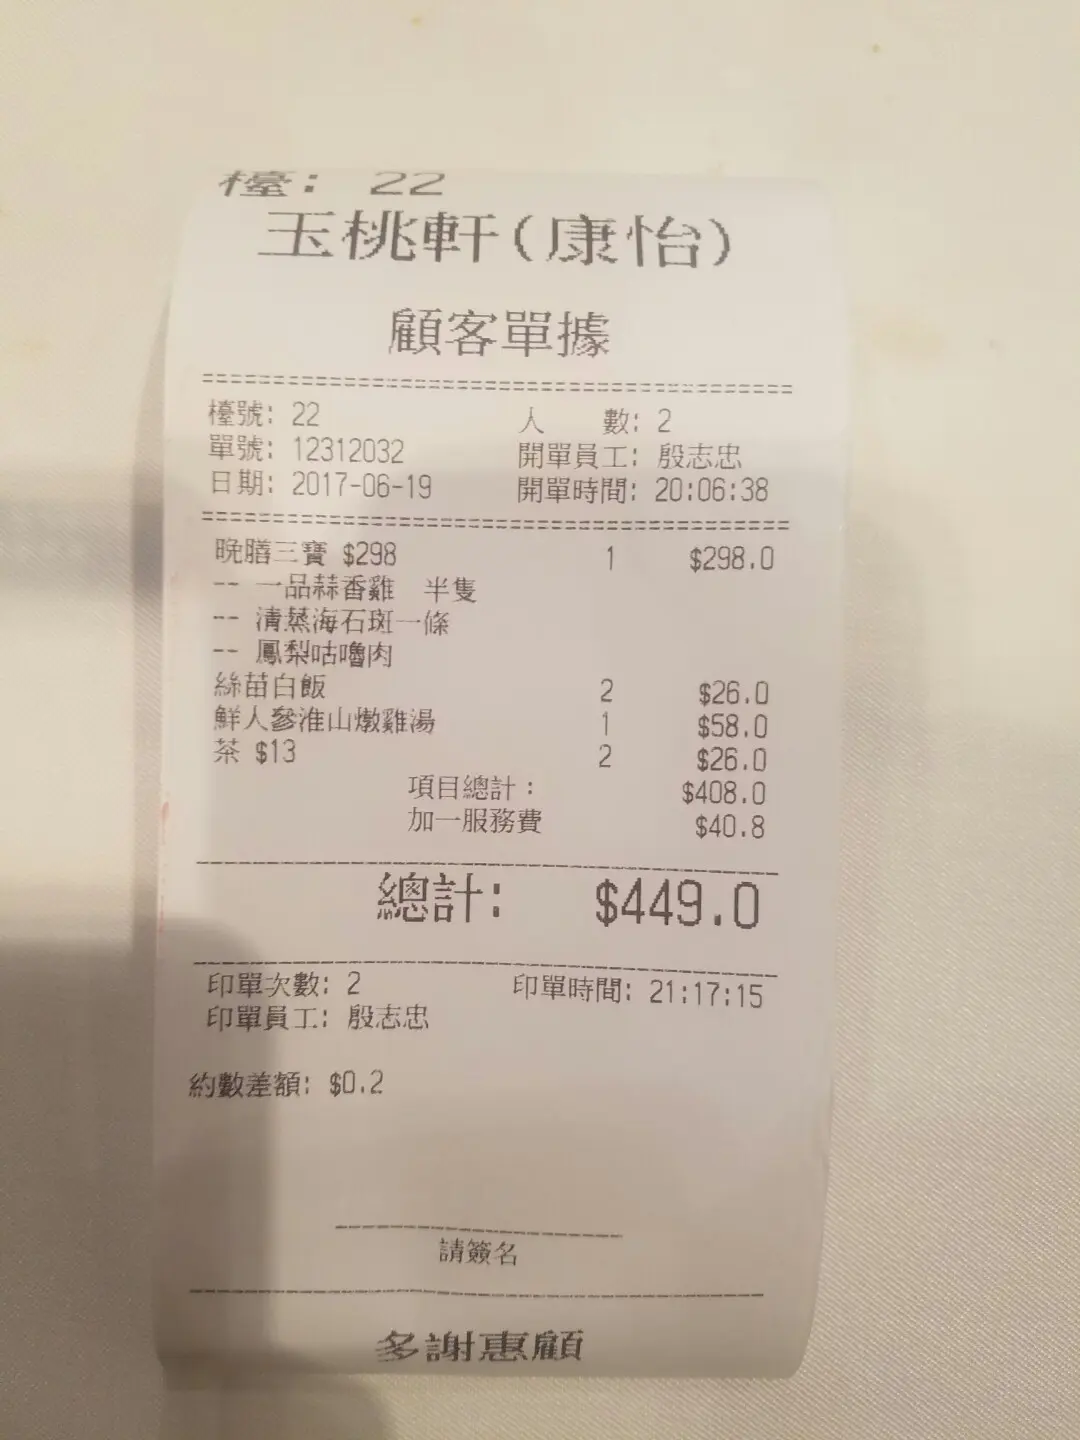 檯: 22
玉桃軒(康怡)
顧客單據
檯號: 22 人 數: 2
單號: 12312032 開單員工: 殷志忠
日期: 2017-06-19 開單時間: 20:06:38
晚膳三寶 $298 1 $298.0
-- 一品蒜香雞 半隻
-- 清蒸海石斑一條
-- 鳳梨咕嚕肉
絲苗白飯 2 $26.0
鮮人參淮山燉雞湯 1 $58.0
茶 $13 2 $26.0
項目總計: $408.0
加一服務費 $40.8
總計: $449.0
印單次數: 2 印單時間: 21:17:15
印單員工: 殷志忠
約數差額: $0.2
請簽名
多謝惠顧